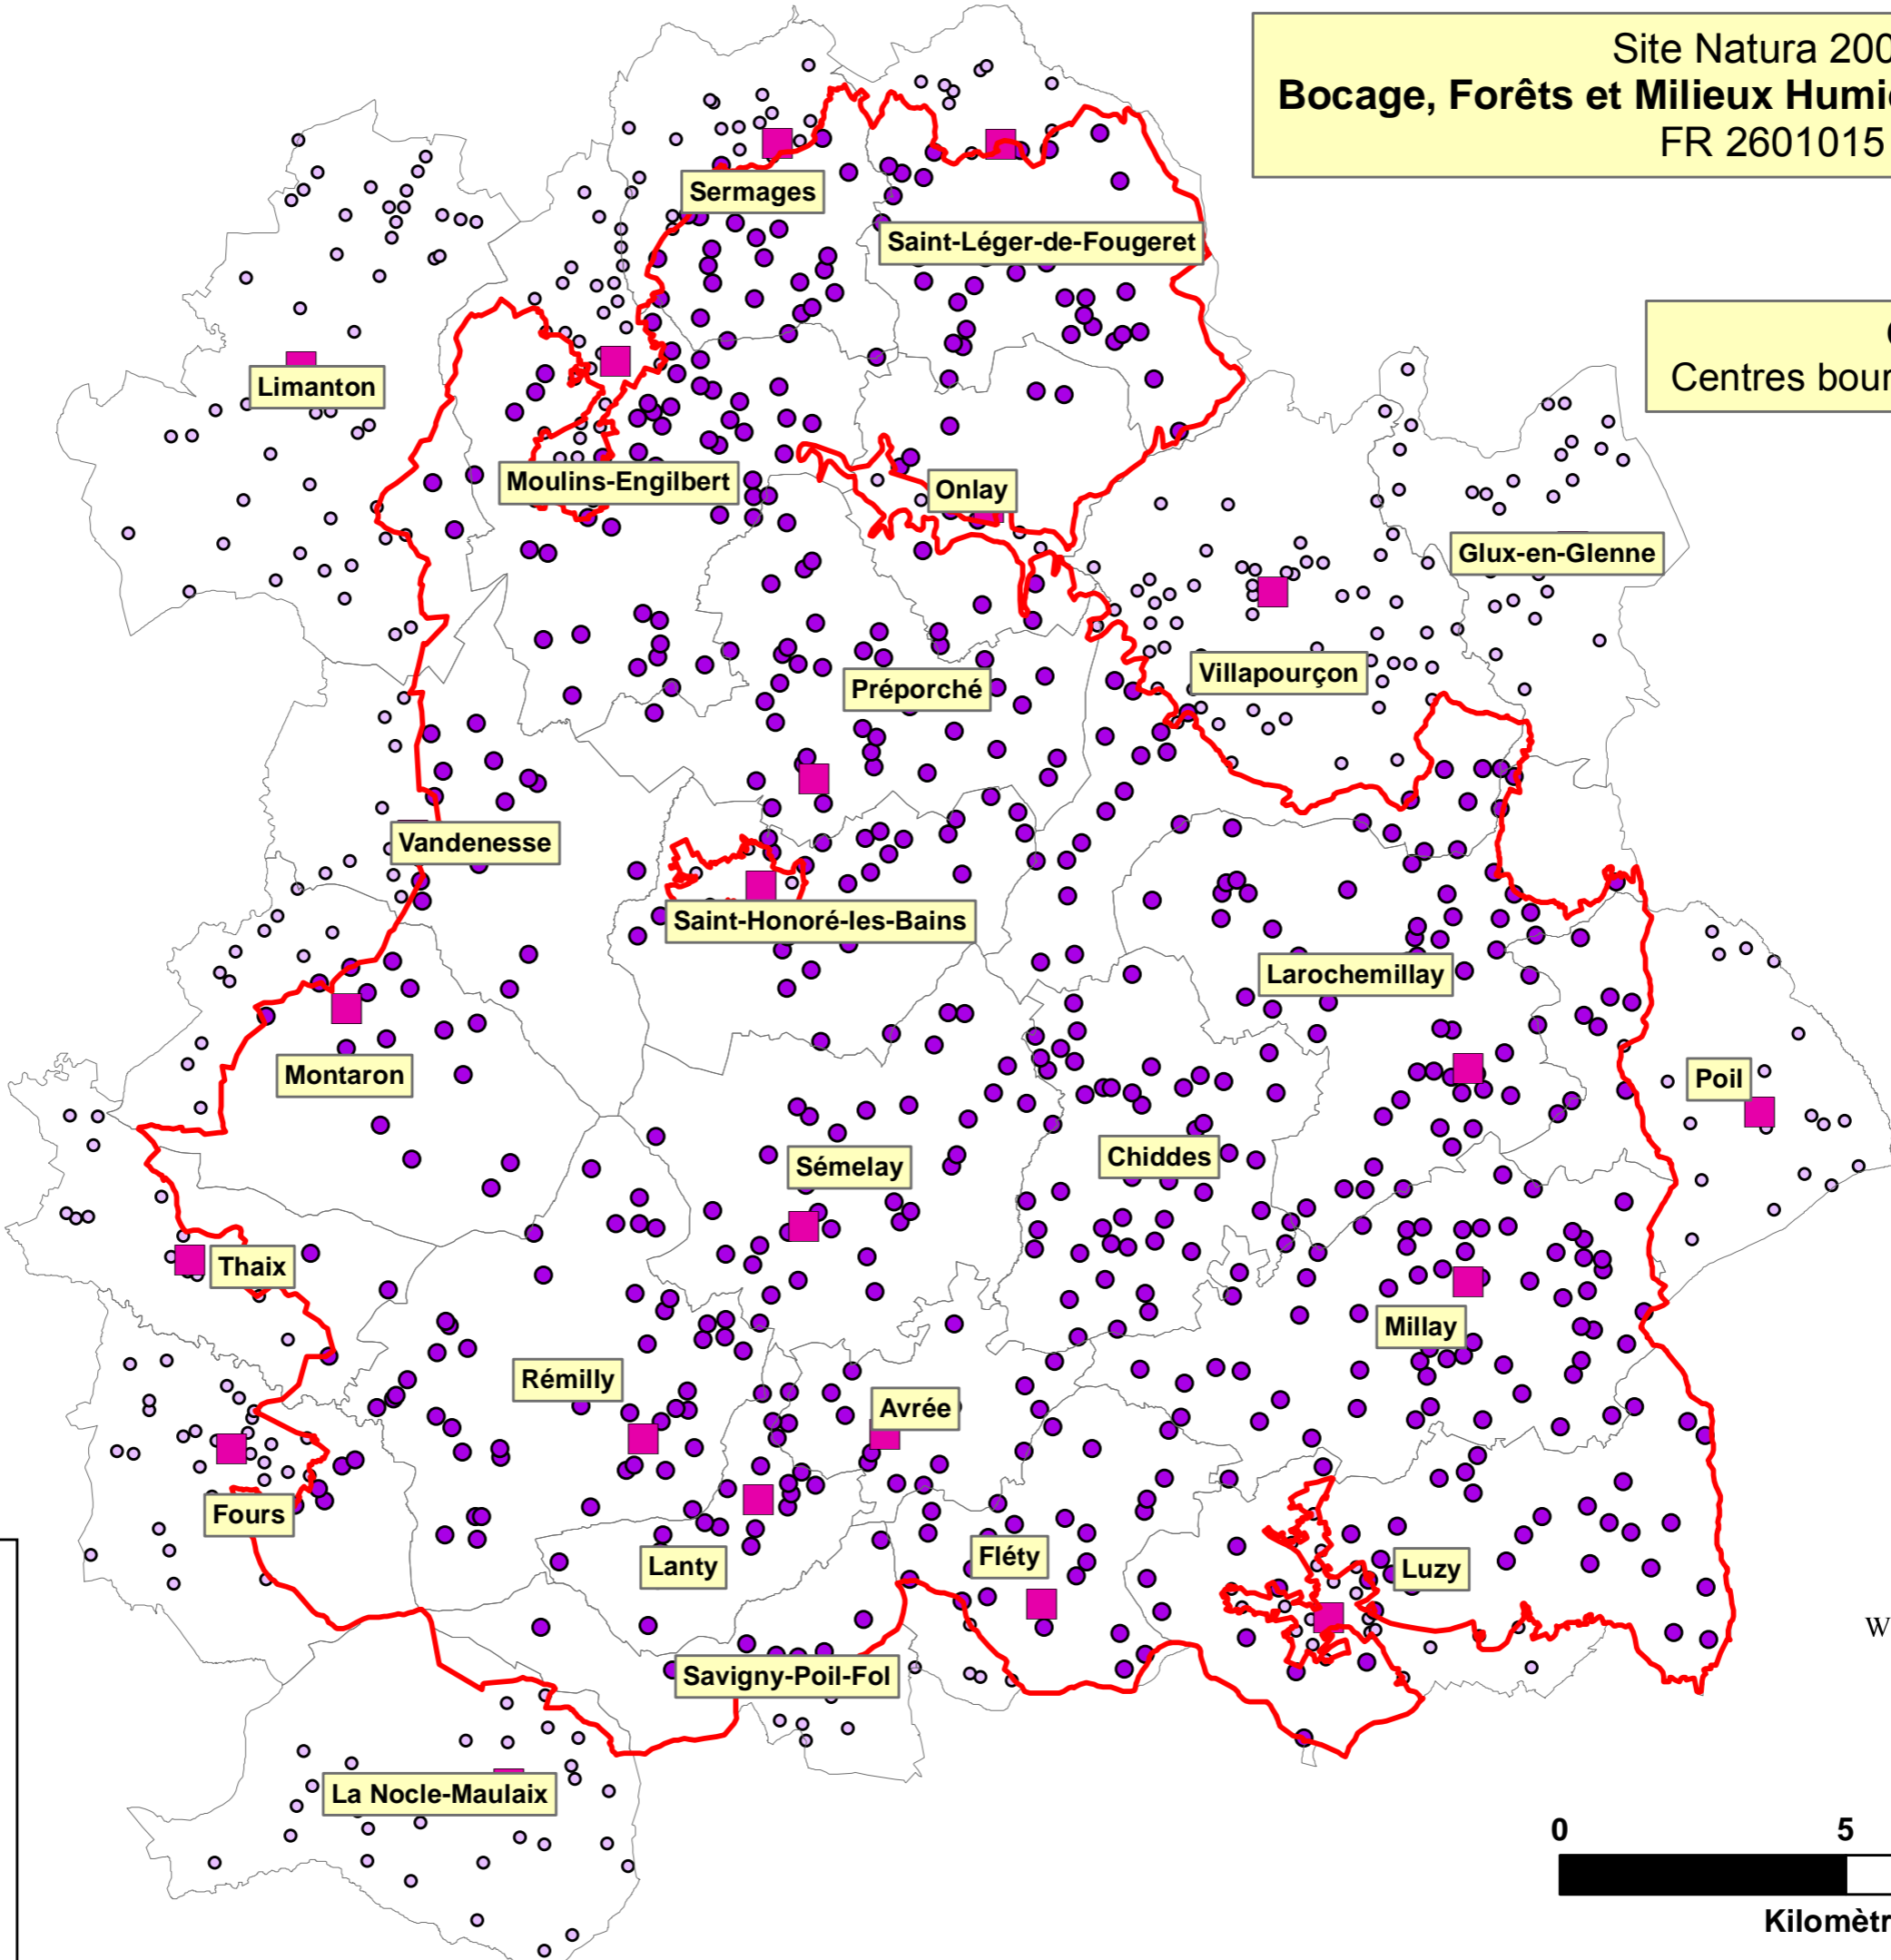 Site Natura 200
Bocage, Forêts et Milieux Humi
FR 2601015
Sermages
Saint-Léger-de-Fougeret
Centres bour
Limanton
Moulins-Engilbert
Onlay
Glux-en-Glenne
Villapourçon
Préporché
Vandenesse
Saint-Honoré-les-Bains
Larochemillay
Montaron
Poil
Chiddes
Sémelay
Thaix
Millay
Rémilly
Avrée
Fours
Fléty
Lanty
Luzy
W
Savigny-Poil-Fol
La Nocle-Maulaix
0 5
Kilomètr